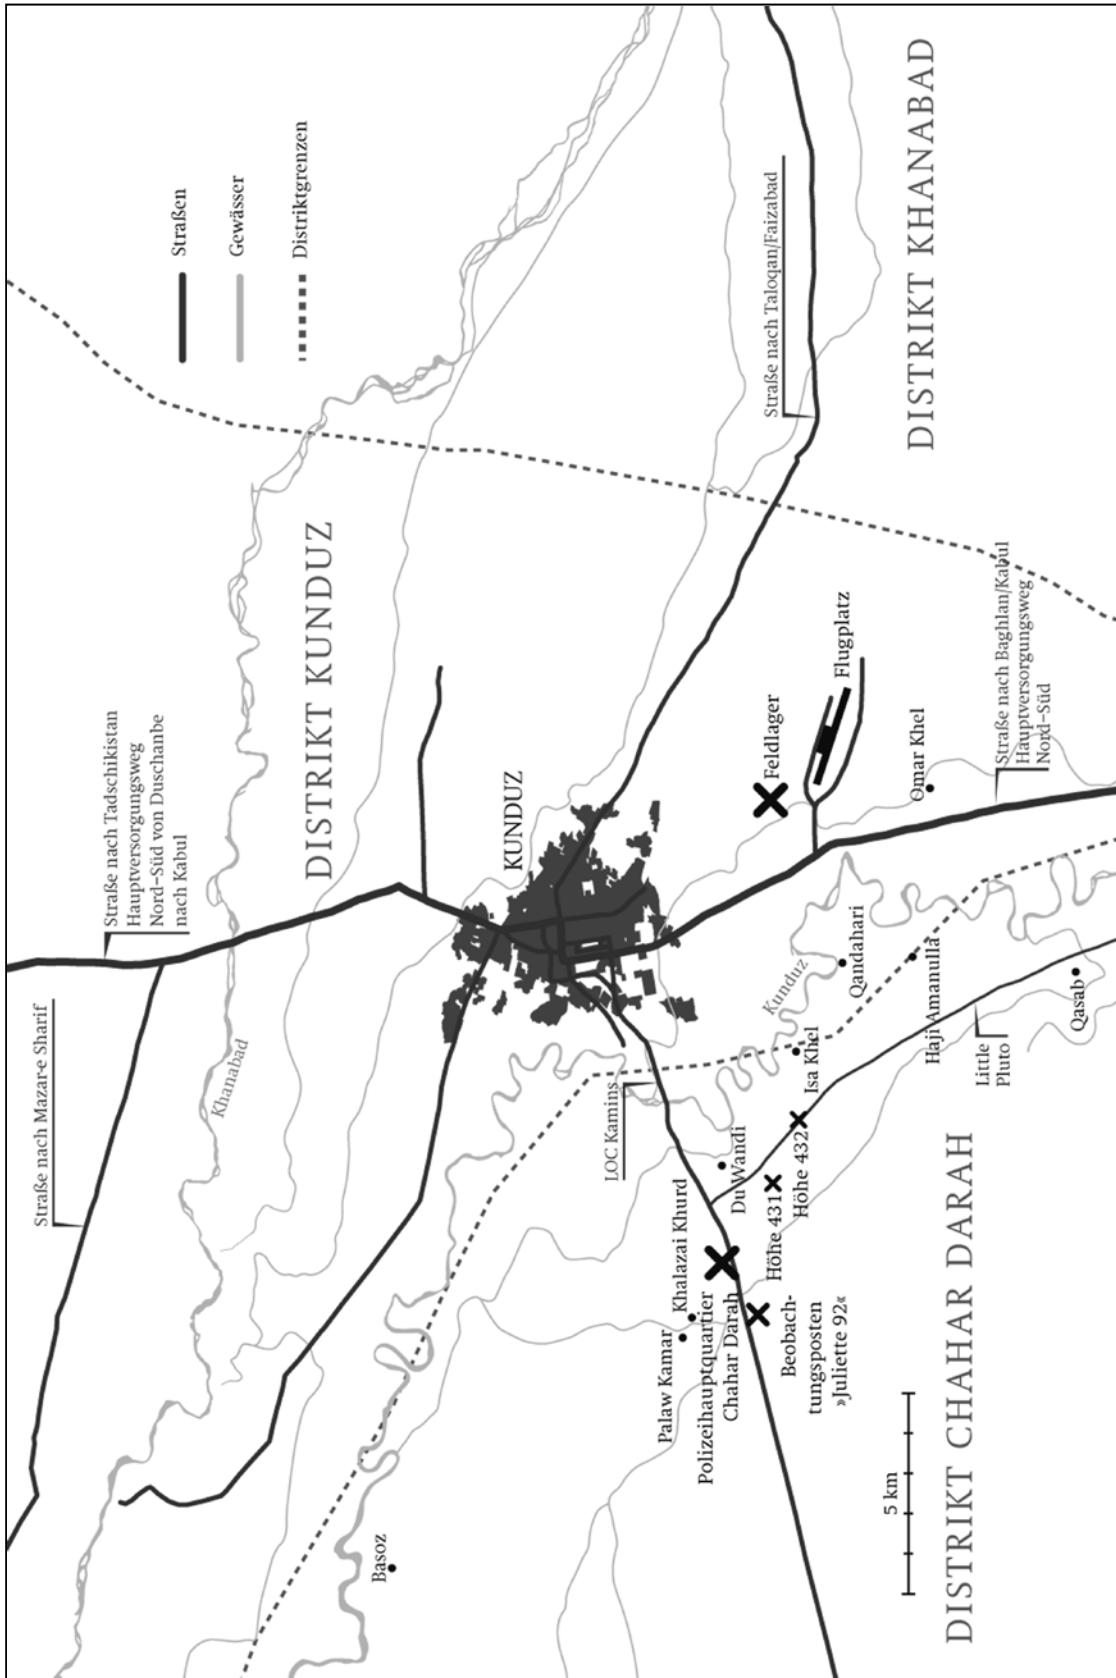 Straße nach Mazar-e Sharif
Straße nach Tadschikistan
Hauptversorgungsweg
Nord-Süd von Duschanbe
nach Kabul
Straßen
Gewässer
Distriktgrenzen
Khanabad
DISTRIKT KUNDUZ
KUNDUZ
Basoz
LOC Kamins
Straße nach Taloqan/Faizabad
DISTRIKT KHANABAD
Feldlager
Flugplatz
Kunduz
Palaw Kamar
Khalazai Khurd
Polizeihauptquartier
Chahar Darah
Du Wandi
Höhe 431
Höhe 432
Isa Khel
Beobach-
tungsposten
»Juliette 92«
Qandahari
Omar Khel
Haji Amanulla
Straße nach Baghlan/Kabul
Hauptversorgungsweg
Nord-Süd
Little
Pluto
Qasab
5 km
DISTRIKT CHAHAR DARAH